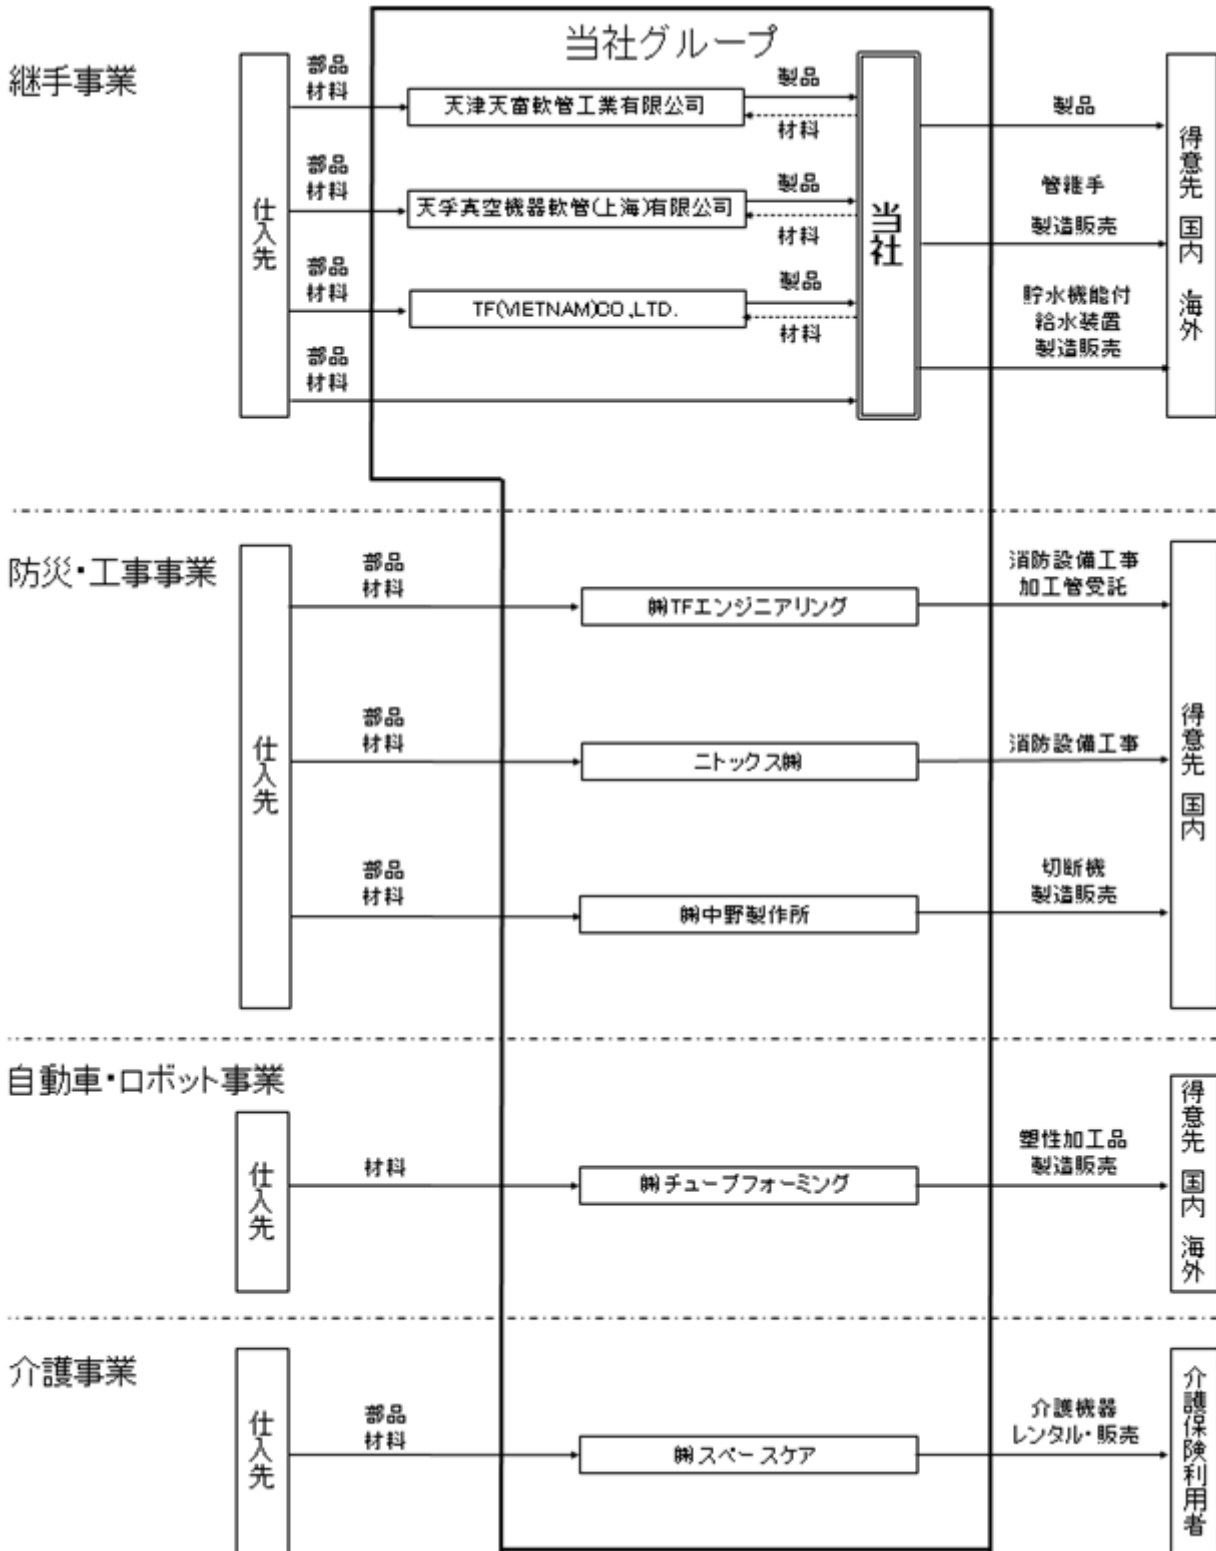 当社グループ
継手事業
仕入先
部品
材料
天津天富軟管工業有限公司
製品
材料
部品
材料
天孚真空機器軟管(上海)有限公司
製品
材料
部品
材料
TF(VIETNAM)CO.,LTD.
製品
材料
部品
材料
当社
製品
管継手
製造販売
貯水機能付
給水装置
製造販売
得意先 国内 海外
防災・工事事業
仕入先
部品
材料
㈱TFエンジニアリング
消防設備工事
加工管受託
部品
材料
ニトックス㈱
消防設備工事
部品
材料
㈱中野製作所
切断機
製造販売
得意先 国内
自動車・ロボット事業
仕入先
材料
㈱チューブフォーミング
塑性加工品
製造販売
得意先 国内 海外
介護事業
仕入先
部品
材料
㈱スペースケア
介護機器
レンタル・販売
介護保険利用者